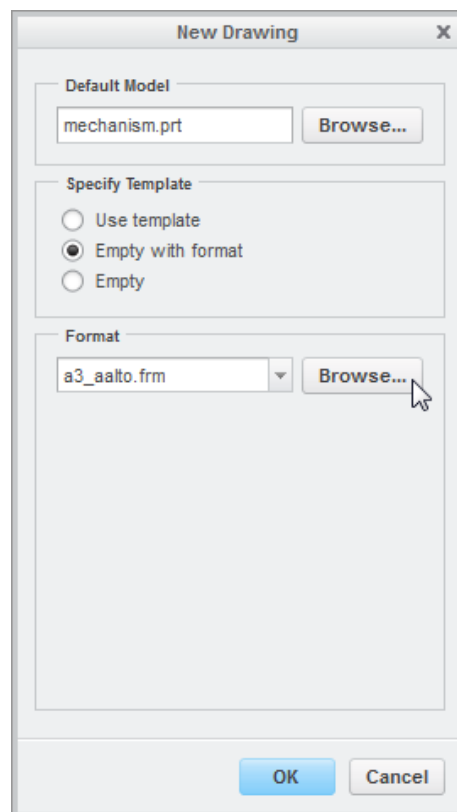 New Drawing
Default Model
mechanism.prt Browse...
Specify Template
Use template
Empty with format
Empty
Format
a3_aalto.frm Browse...
OK Cancel